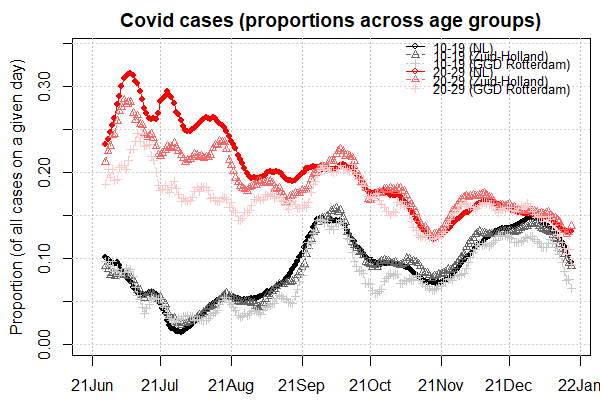 Covid cases (proportions across age groups)
Proportion (of all cases on a given day)
0.30
0.20
0.10
0.00
10-19 (NL)
10-19 (Zuid-Holland)
10-19 (GGD Rotterdam)
20-29 (NL)
20-29 (Zuid-Holland)
20-29 (GGD Rotterdam)
21Jun 21Jul 21Aug 21Sep 21Oct 21Nov 21Dec 22Jan